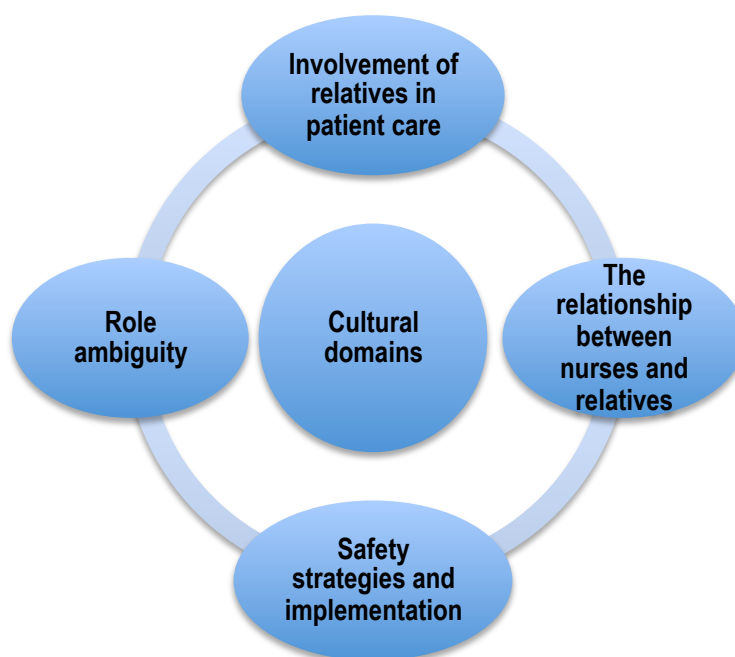 Involvement of
relatives in
patient care
Role
ambiguity
Cultural
domains
The
relationship
between
nurses and
relatives
Safety
strategies and
implementation